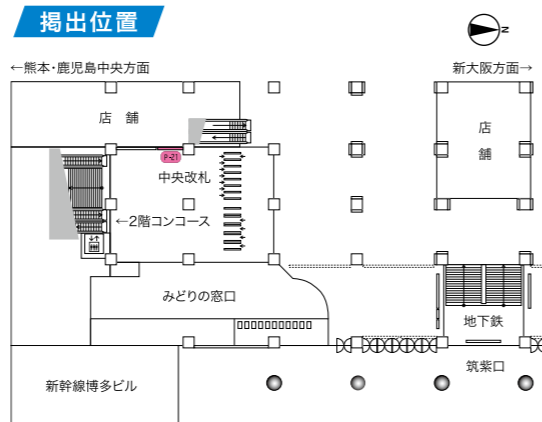 掲出位置
N
←熊本・鹿児島中央方面
新大阪方面→
店 舗
店
舗
P-21
中央改札
←2階コンコース
みどりの窓口
地下鉄
新幹線博多ビル
筑紫口